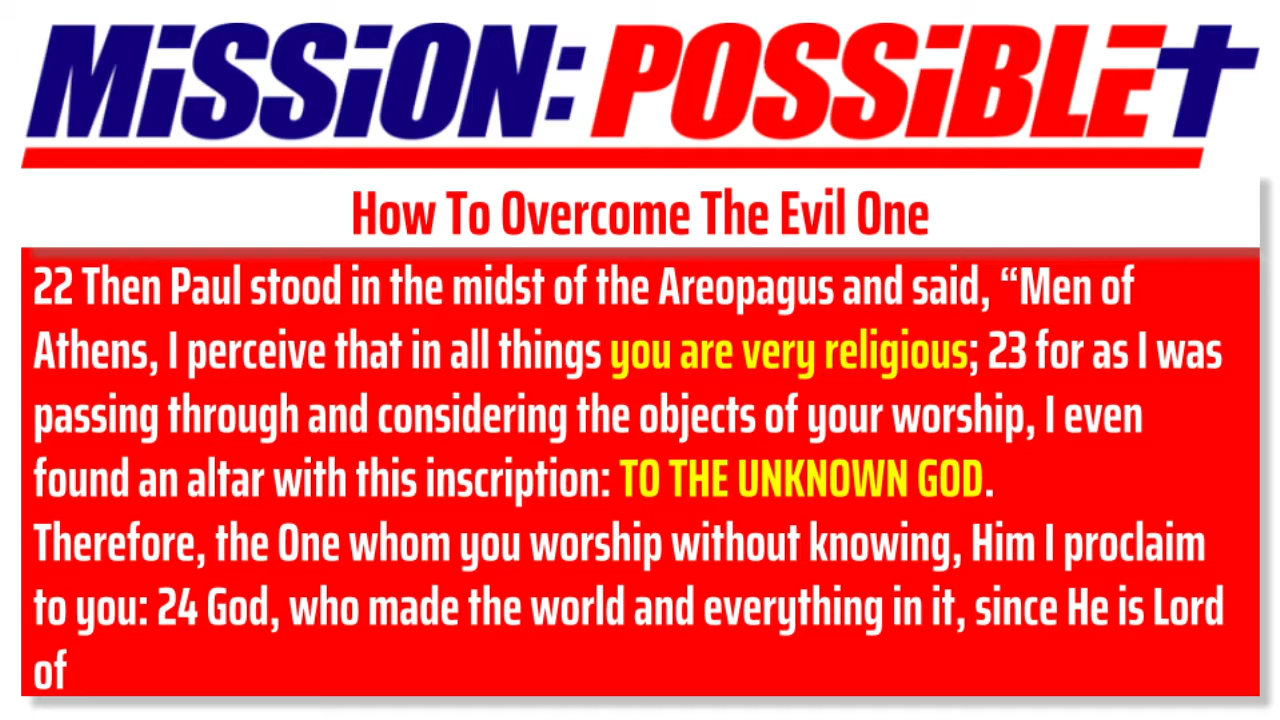 MiSSiON: POSSiBLE
How To Overcome The Evil One
22 Then Paul stood in the midst of the Areopagus and said, “Men of
Athens, I perceive that in all things you are very religious; 23 for as I was
passing through and considering the objects of your worship, I even
found an altar with this inscription: TO THE UNKNOWN GOD.
Therefore, the One whom you worship without knowing, Him I proclaim
to you: 24 God, who made the world and everything in it, since He is Lord
of